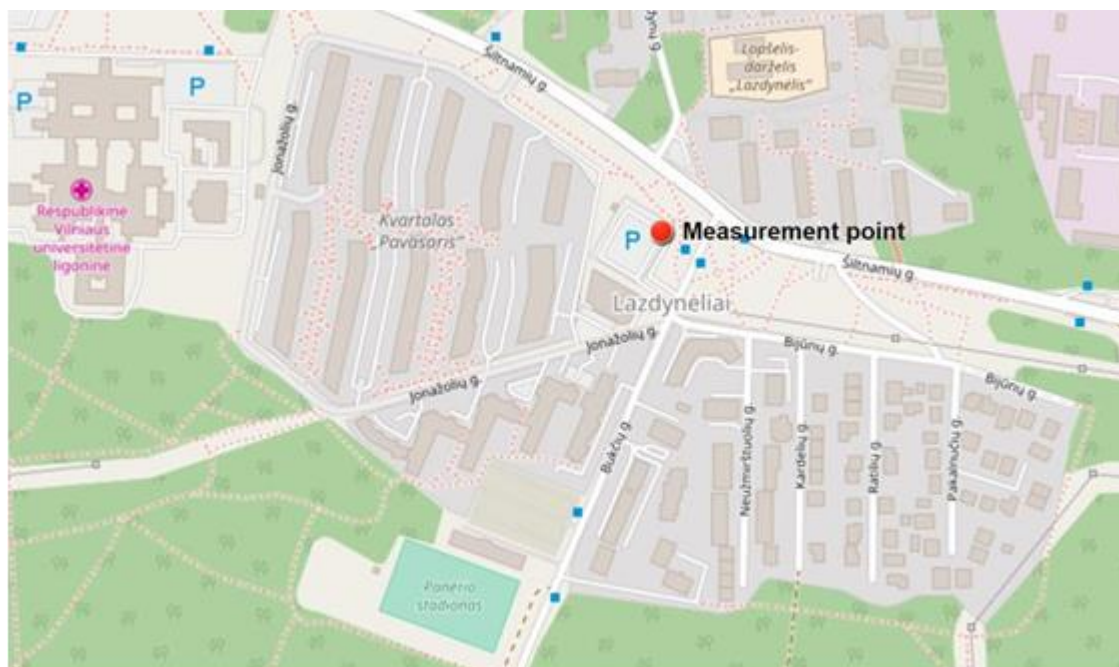 Šiltnamių g.
Lopšelis-
darželis
„Lazdynėlis“
P
P
Jonažolių g.
Respublikinė
Vilniaus
universitetinė
ligoninė
Kvartalas
„Pavasaris“
P
Measurement point
Šiltnamių g.
Lazdynėliai
Jonažolių g.
Bijūnų g.
Jonažolių g.
Bijūnų g.
Bukčių g.
Neužmirštuolių g.
Kardelių g.
Ratilių g.
Pakalnučių g.
Panerio
stadionas